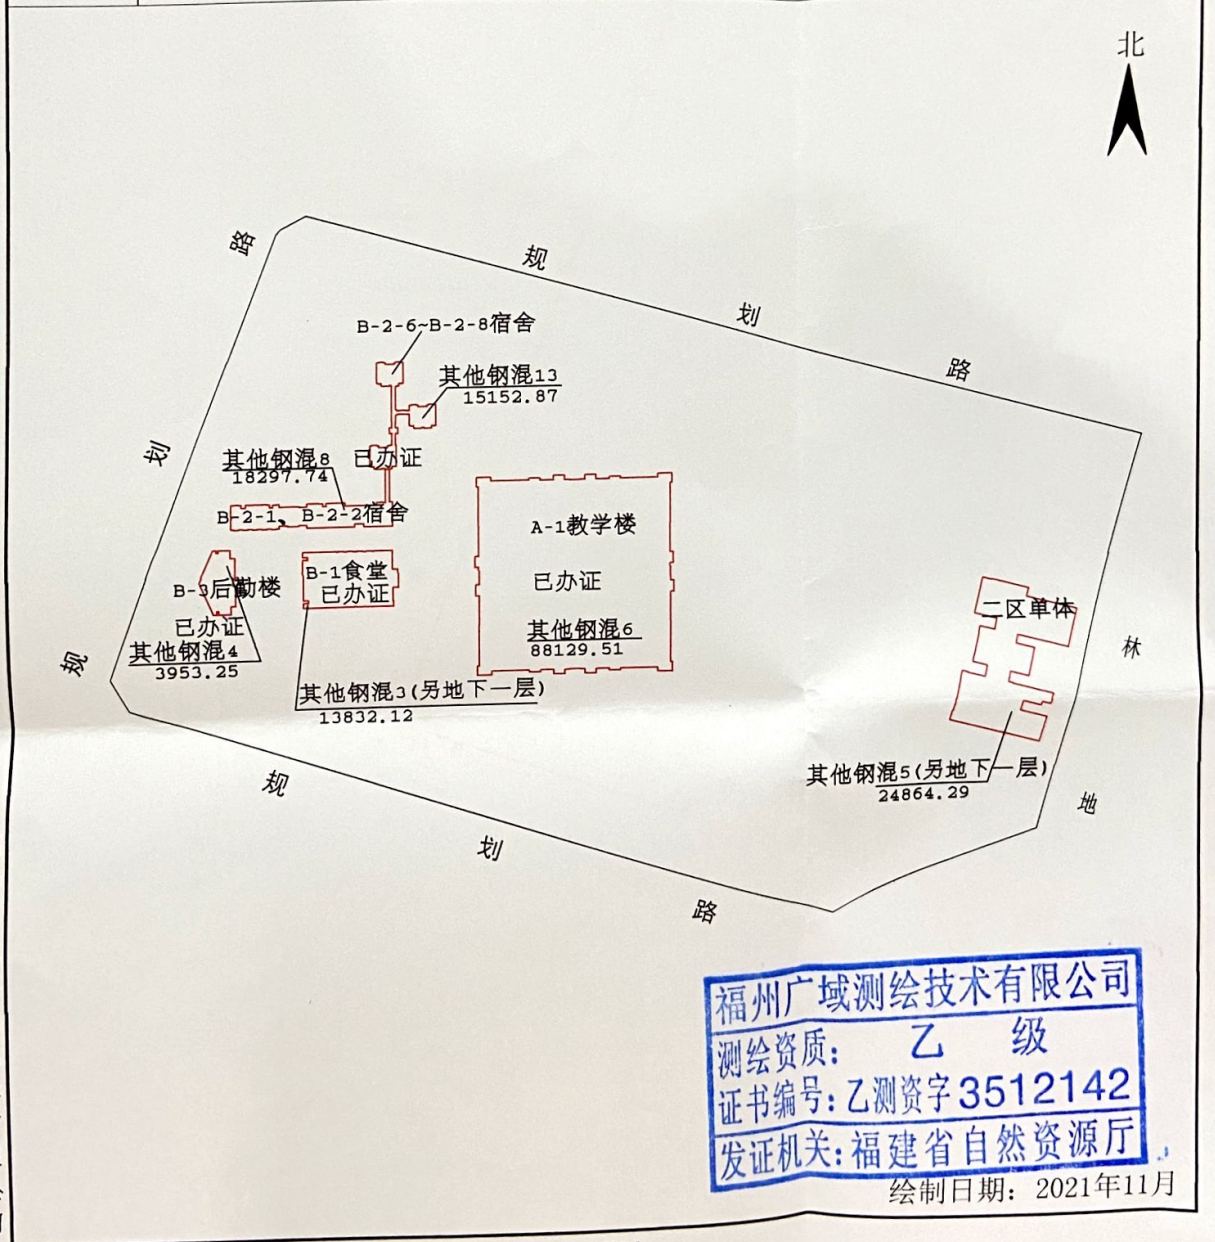 北
路
规
划
路
B-2-6~B-2-8宿舍
其他钢混13
15152.87
划
其他钢混8
18297.74
已办证
B-2-1、B-2-2宿舍
A-1教学楼
已办证
其他钢混6
88129.51
B-1食堂
已办证
B-3后勤楼
已办证
其他钢混4
3953.25
规
其他钢混3(另地下一层)
13832.12
二区单体
林
其他钢混5(另地下一层)
24864.29
地
规
划
路
福州广域测绘技术有限公司
测绘资质: 乙 级
证书编号:乙测资字3512142
发证机关:福建省自然资源厅
绘制日期: 2021年11月